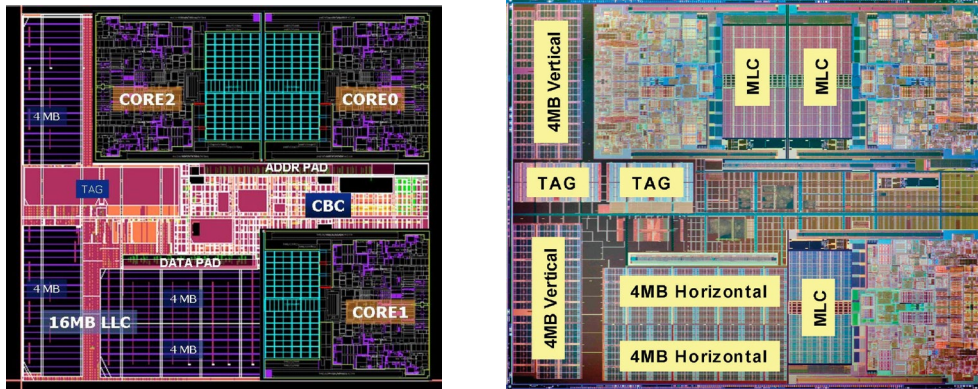 4 MB
CORE2
CORE0
TAG
ADDR PAD
CBC
DATA PAD
4 MB
4 MB
16MB LLC
CORE1
4 MB
4MB Vertical
MLC
MLC
TAG
TAG
4MB Vertical
4MB Horizontal
MLC
4MB Horizontal